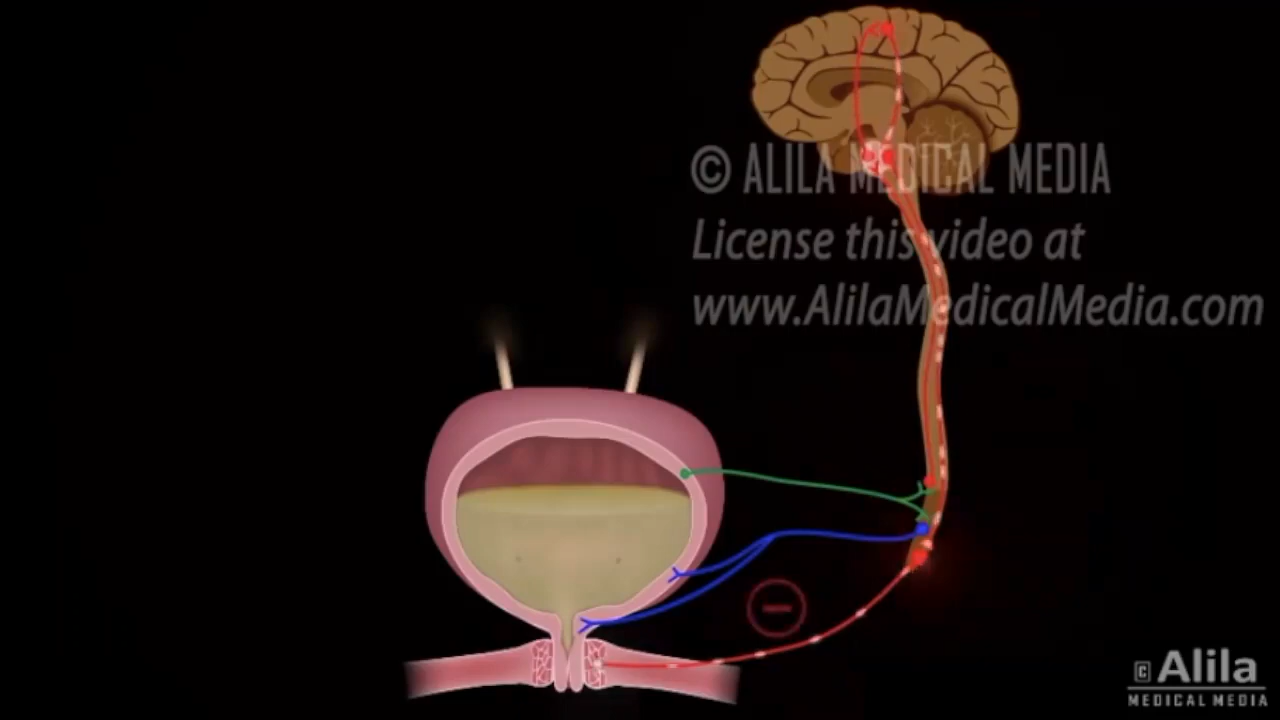 © ALILA MEDICAL MEDIA
License this video at
www.AlilaMedicalMedia.com
© Alila
MEDICAL MEDIA